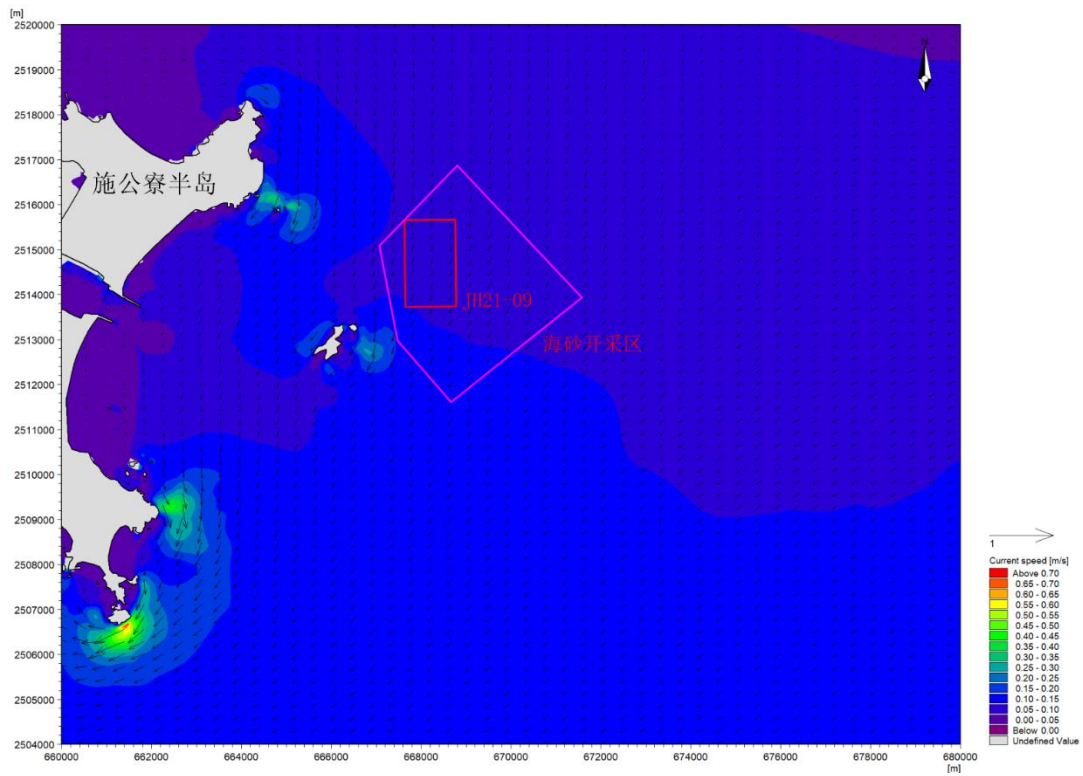 [m]
2520000
2519000
2518000
2517000
2516000
2515000
2514000
2513000
2512000
2511000
2510000
2509000
2508000
2507000
2506000
2505000
2504000
N
施公寮半岛
JH21-09
海砂开采区
1
Current speed [m/s]
Above 0.70
0.65 - 0.70
0.60 - 0.65
0.55 - 0.60
0.50 - 0.55
0.45 - 0.50
0.40 - 0.45
0.35 - 0.40
0.30 - 0.35
0.25 - 0.30
0.20 - 0.25
0.15 - 0.20
0.10 - 0.15
0.05 - 0.10
0.00 - 0.05
Below 0.00
Undefined Value
660000 662000 664000 666000 668000 670000 672000 674000 676000 678000 680000
[m]